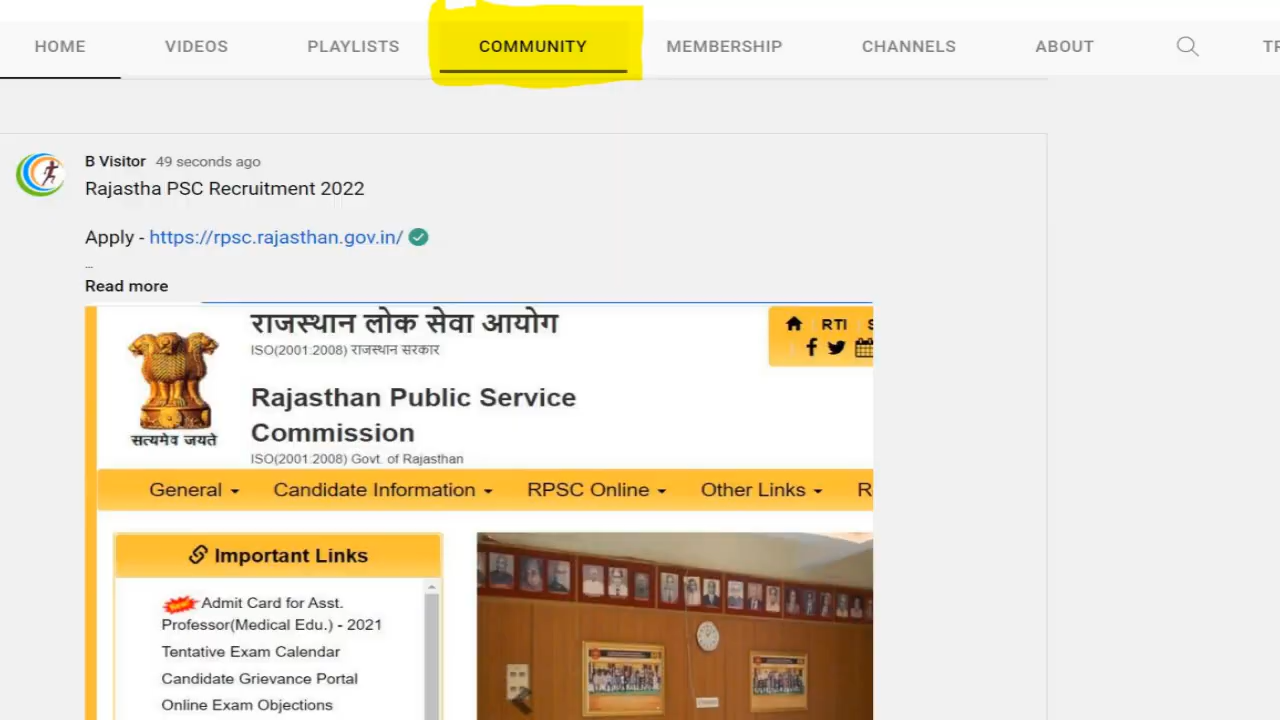 HOME VIDEOS PLAYLISTS COMMUNITY MEMBERSHIP CHANNELS ABOUT
B Visitor 49 seconds ago
Rajastha PSC Recruitment 2022
Apply - https://rpsc.rajasthan.gov.in/
...
Read more
राजस्थान लोक सेवा आयोग
ISO(2001:2008) राजस्थान सरकार
RTI
Rajasthan Public Service
Commission
ISO(2001:2008) Govt. of Rajasthan
सत्यमेव जयते
General Candidate Information RPSC Online Other Links
Important Links
New Admit Card for Asst.
Professor(Medical Edu.) - 2021
Tentative Exam Calendar
Candidate Grievance Portal
Online Exam Objections